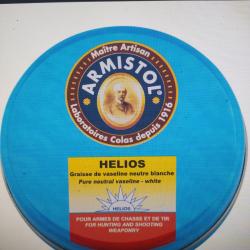 Maître Artisan
ARMISTOL
Laboratoires Colas depuis 1916
HELIOS
Graisse de vaseline neutre blanche
Pure neutral vaseline - white
HELIOS
POUR ARMES DE CHASSE ET DE TIR
FOR HUNTING AND SHOOTING
WEAPONRY